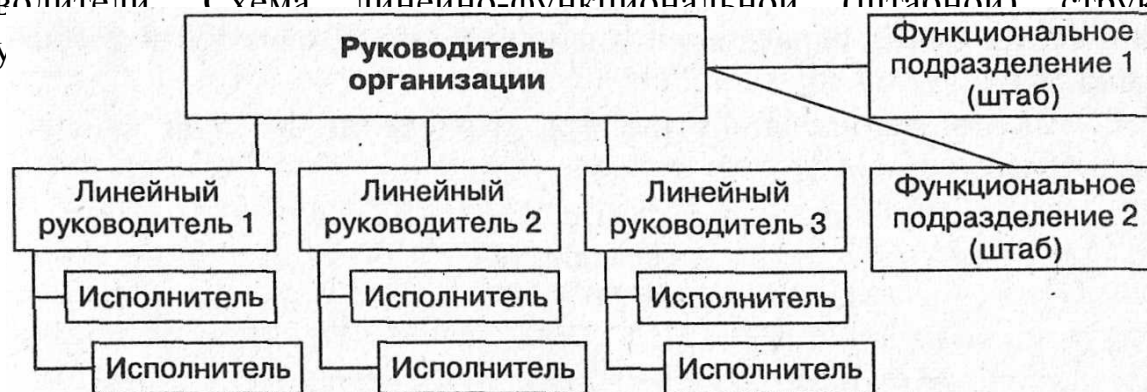 Руководитель
организации
Функциональное
подразделение 1
(штаб)
Линейный
руководитель 1
Линейный
руководитель 2
Линейный
руководитель 3
Функциональное
подразделение 2
(штаб)
Исполнитель
Исполнитель
Исполнитель
Исполнитель
Исполнитель
Исполнитель